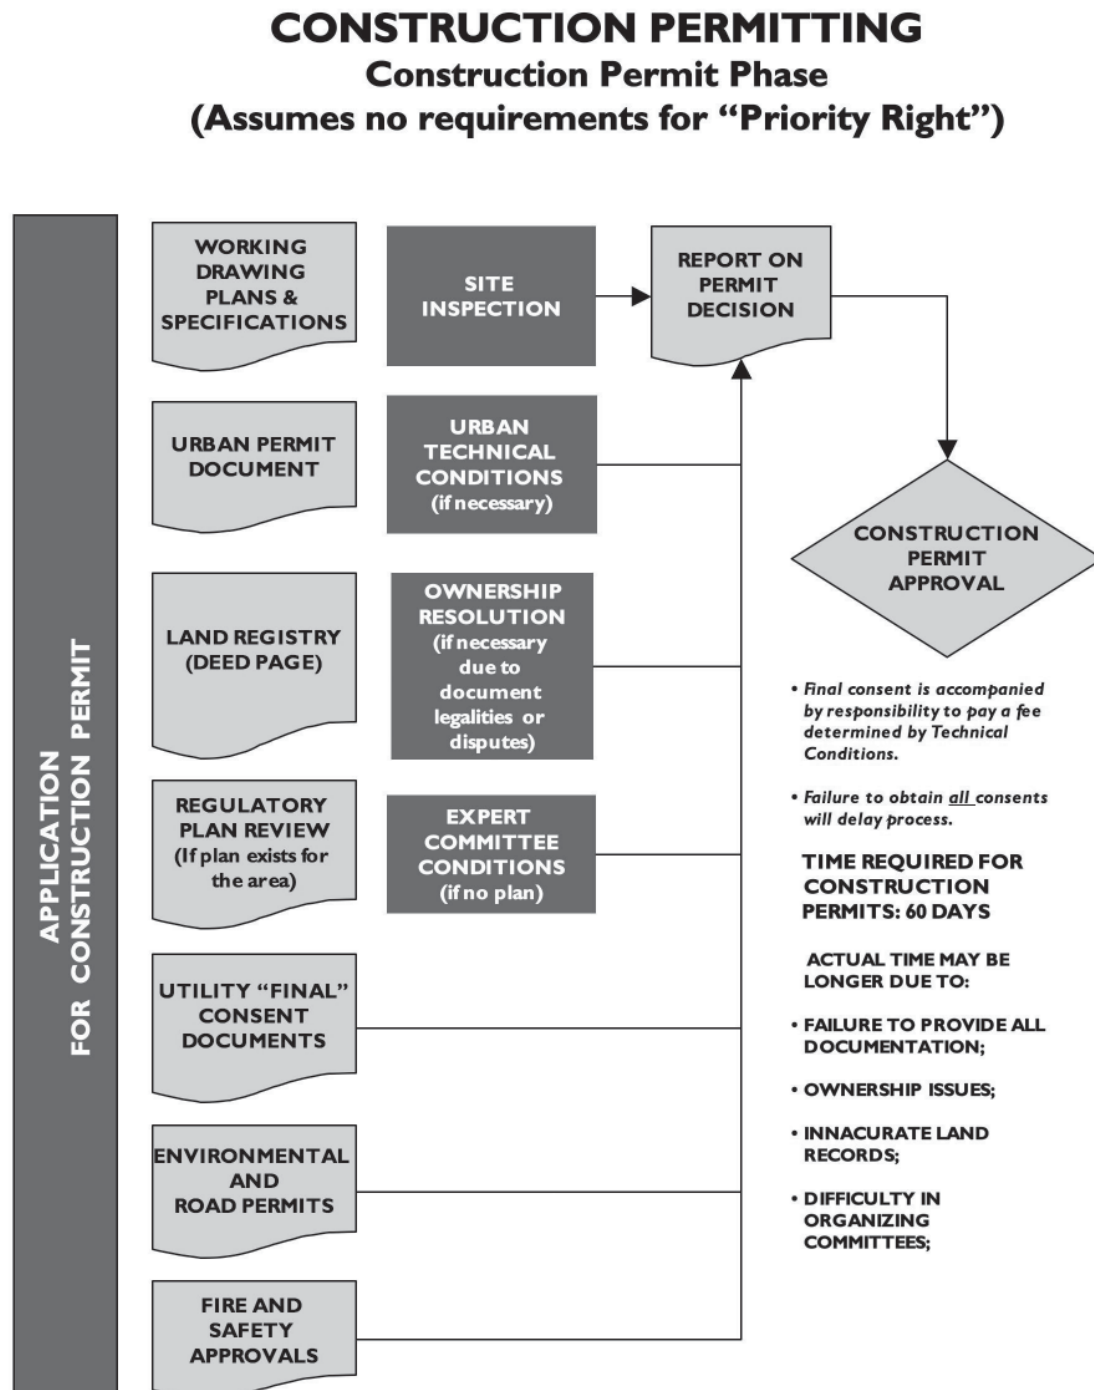 CONSTRUCTION PERMITTING
Construction Permit Phase
(Assumes no requirements for “Priority Right”)
APPLICATION
FOR CONSTRUCTION PERMIT
WORKING
DRAWING
PLANS &
SPECIFICATIONS
SITE
INSPECTION
REPORT ON
PERMIT
DECISION
URBAN PERMIT
DOCUMENT
URBAN
TECHNICAL
CONDITIONS
(if necessary)
CONSTRUCTION
PERMIT
APPROVAL
LAND REGISTRY
(DEED PAGE)
OWNERSHIP
RESOLUTION
(if necessary
due to
document
legalities or
disputes)
REGULATORY
PLAN REVIEW
(If plan exists for
the area)
EXPERT
COMMITTEE
CONDITIONS
(if no plan)
UTILITY “FINAL”
CONSENT
DOCUMENTS
ENVIRONMENTAL
AND
ROAD PERMITS
FIRE AND
SAFETY
APPROVALS
• Final consent is accompanied
by responsibility to pay a fee
determined by Technical
Conditions.
• Failure to obtain all consents
will delay process.
TIME REQUIRED FOR
CONSTRUCTION
PERMITS: 60 DAYS
ACTUAL TIME MAY BE
LONGER DUE TO:
• FAILURE TO PROVIDE ALL
DOCUMENTATION;
• OWNERSHIP ISSUES;
• INNACURATE LAND
RECORDS;
• DIFFICULTY IN
ORGANIZING
COMMITTEES;